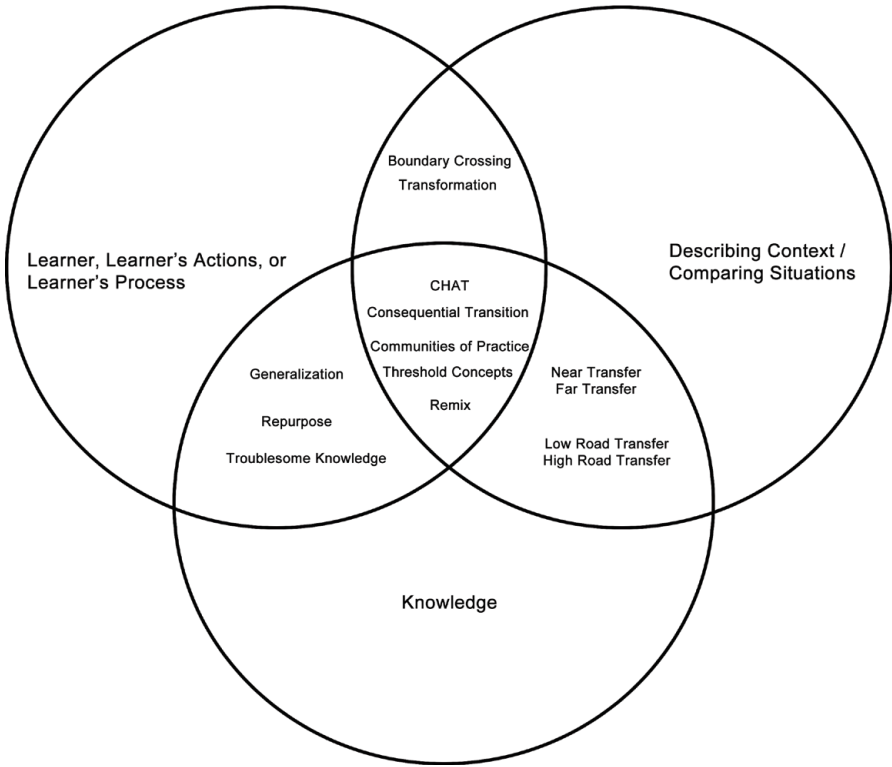 Boundary Crossing
Transformation
Learner, Learner's Actions, or
Learner's Process
Describing Context /
Comparing Situations
CHAT
Consequential Transition
Communities of Practice
Threshold Concepts
Remix
Generalization
Repurpose
Troublesome Knowledge
Near Transfer
Far Transfer
Low Road Transfer
High Road Transfer
Knowledge